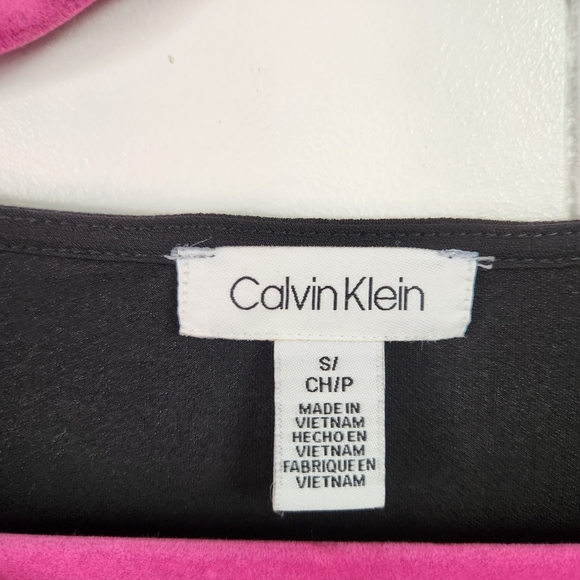 Calvin Klein
S/
CH/P
MADE IN
VIETNAM
HECHO EN
VIETNAM
FABRIQUE EN
VIETNAM